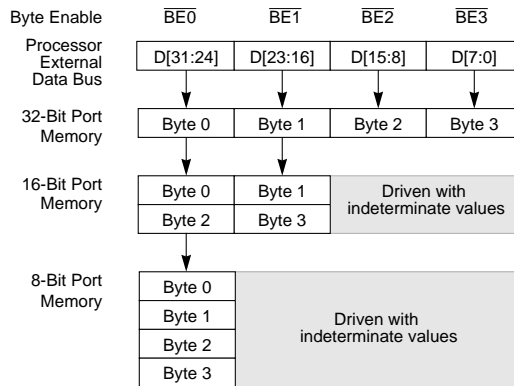 Byte Enable BE0 BE1 BE2 BE3
Processor
External
Data Bus
D[31:24] D[23:16] D[15:8] D[7:0]
32-Bit Port
Memory
Byte 0 Byte 1 Byte 2 Byte 3
16-Bit Port
Memory
Byte 0 Byte 1
Byte 2 Byte 3
Driven with
indeterminate values
8-Bit Port
Memory
Byte 0
Byte 1
Byte 2
Byte 3
Driven with
indeterminate values